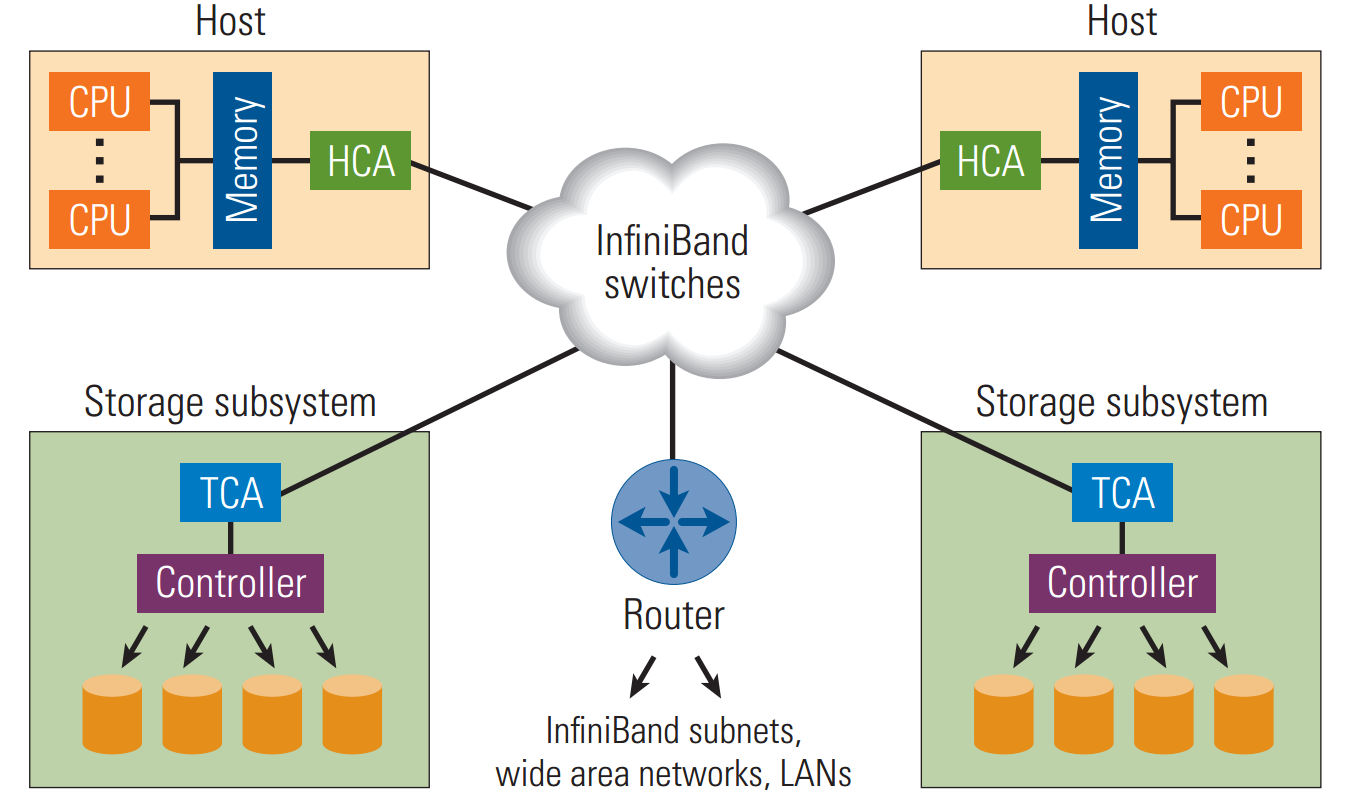 Host
Host
CPU
CPU
Memory
HCA
HCA
Memory
CPU
CPU
InfiniBand
switches
Storage subsystem
Storage subsystem
TCA
TCA
Controller
Controller
Router
InfiniBand subnets,
wide area networks, LANs